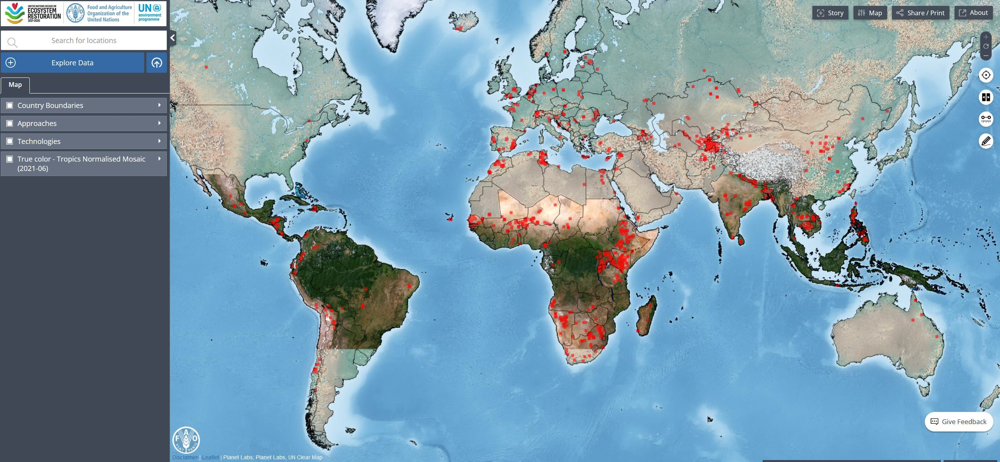 UNITED NATIONS DECADE ON
ECOSYSTEM
RESTORATION
2021-2030
Food and Agriculture
Organization of the
United Nations
UN
environment
programme
Search for locations
Explore Data
Map
Country Boundaries
Approaches
Technologies
True color - Tropics Normalised Mosaic
(2021-06)
Story
Map
Share / Print
About
Give Feedback
F A O
FIAT PANIS
Disclaimer | Leaflet | Planet Labs, Planet Labs, UN Clear Map